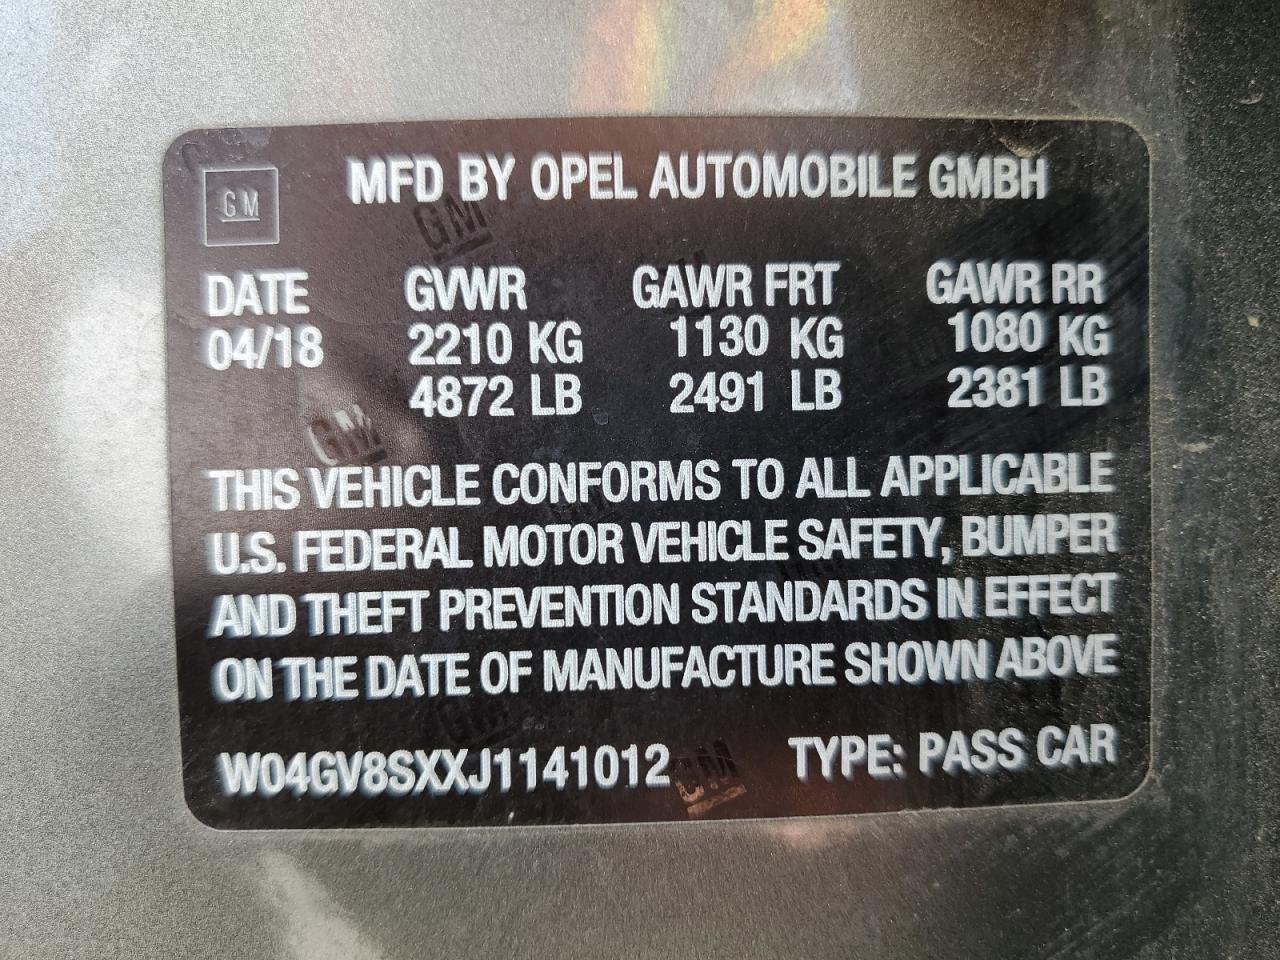 GM
MFD BY OPEL AUTOMOBILE GMBH
DATE GVWR GAWR FRT GAWR RR
04/18 2210 KG 1130 KG 1080 KG
4872 LB 2491 LB 2381 LB
THIS VEHICLE CONFORMS TO ALL APPLICABLE
U.S. FEDERAL MOTOR VEHICLE SAFETY, BUMPER
AND THEFT PREVENTION STANDARDS IN EFFECT
ON THE DATE OF MANUFACTURE SHOWN ABOVE
W04GV8SXXJ1141012 TYPE: PASS CAR